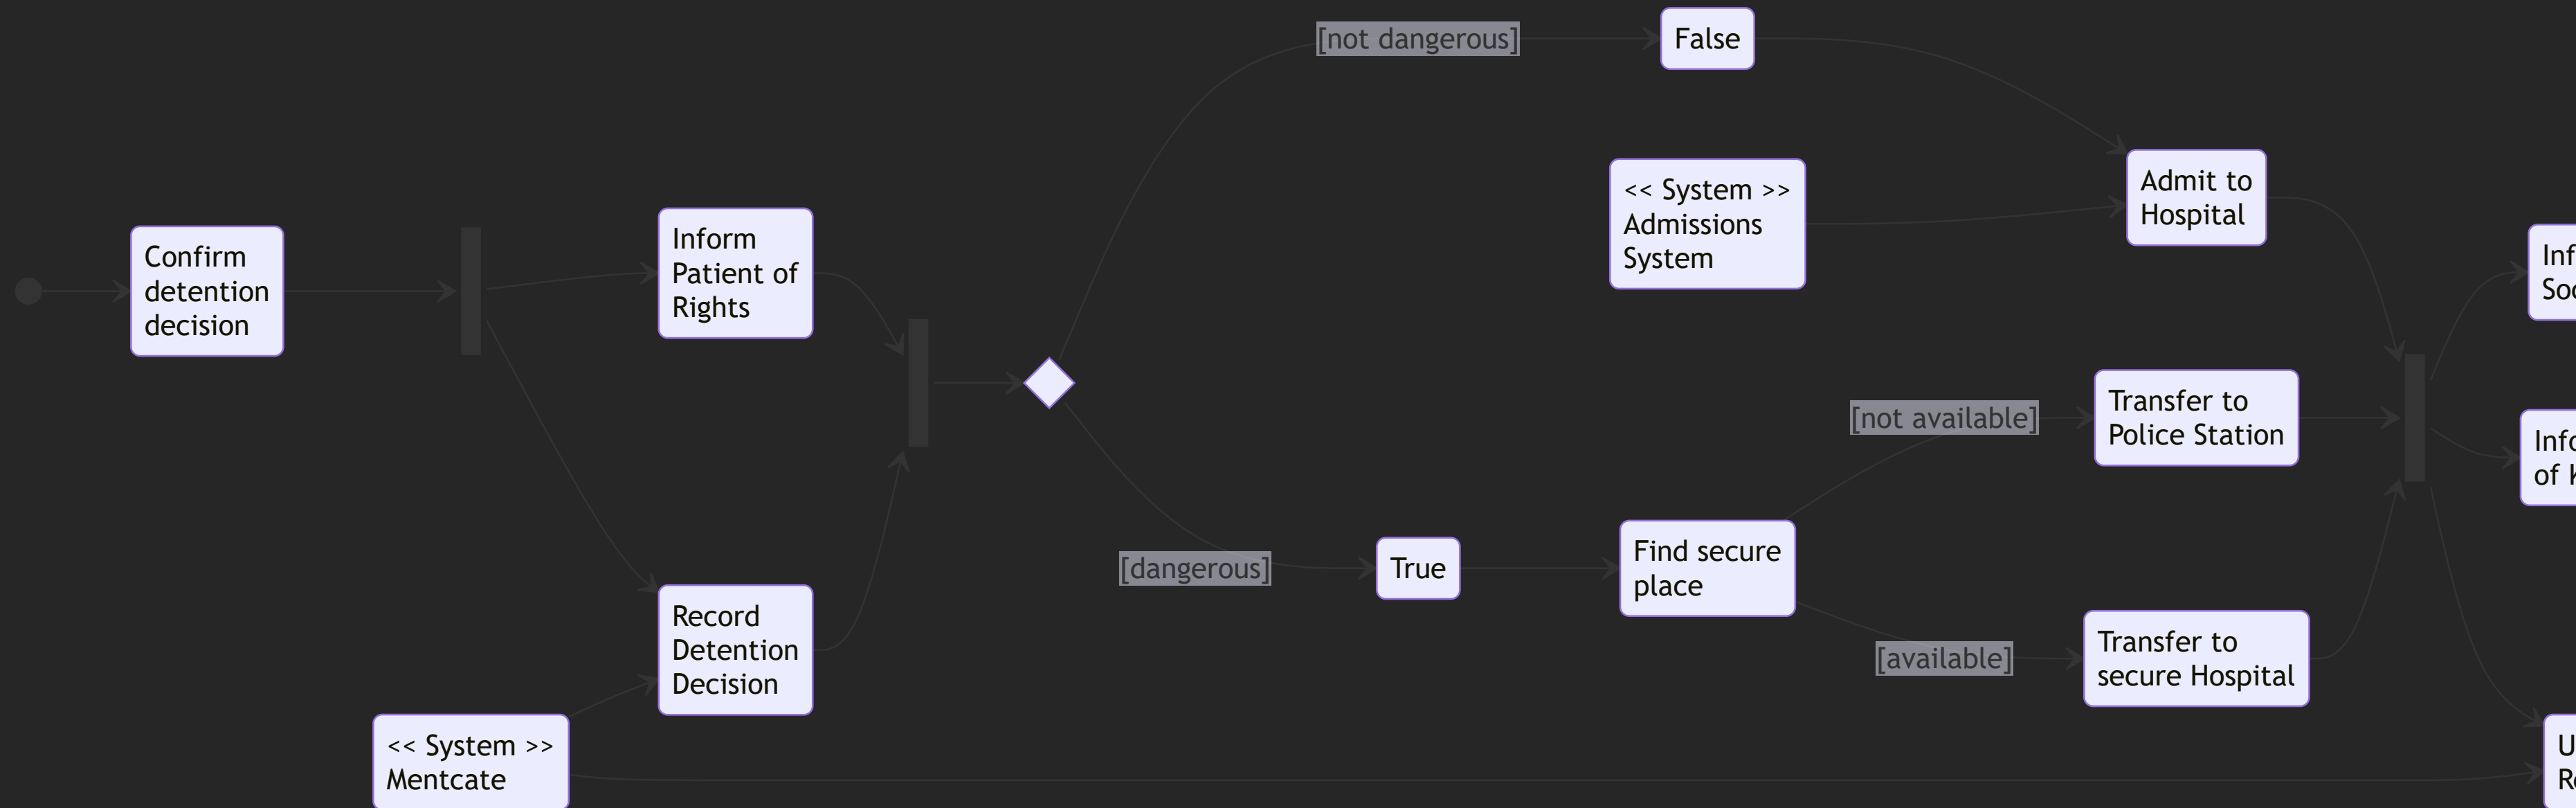 [not dangerous]
False
<< System >>
Admissions
System
Admit to
Hospital
Confirm
detention
decision
Inform
Patient of
Rights
[not available]
Transfer to
Police Station
[dangerous]
True
Find secure
place
[available]
Transfer to
secure Hospital
Record
Detention
Decision
<< System >>
Mentcate
of